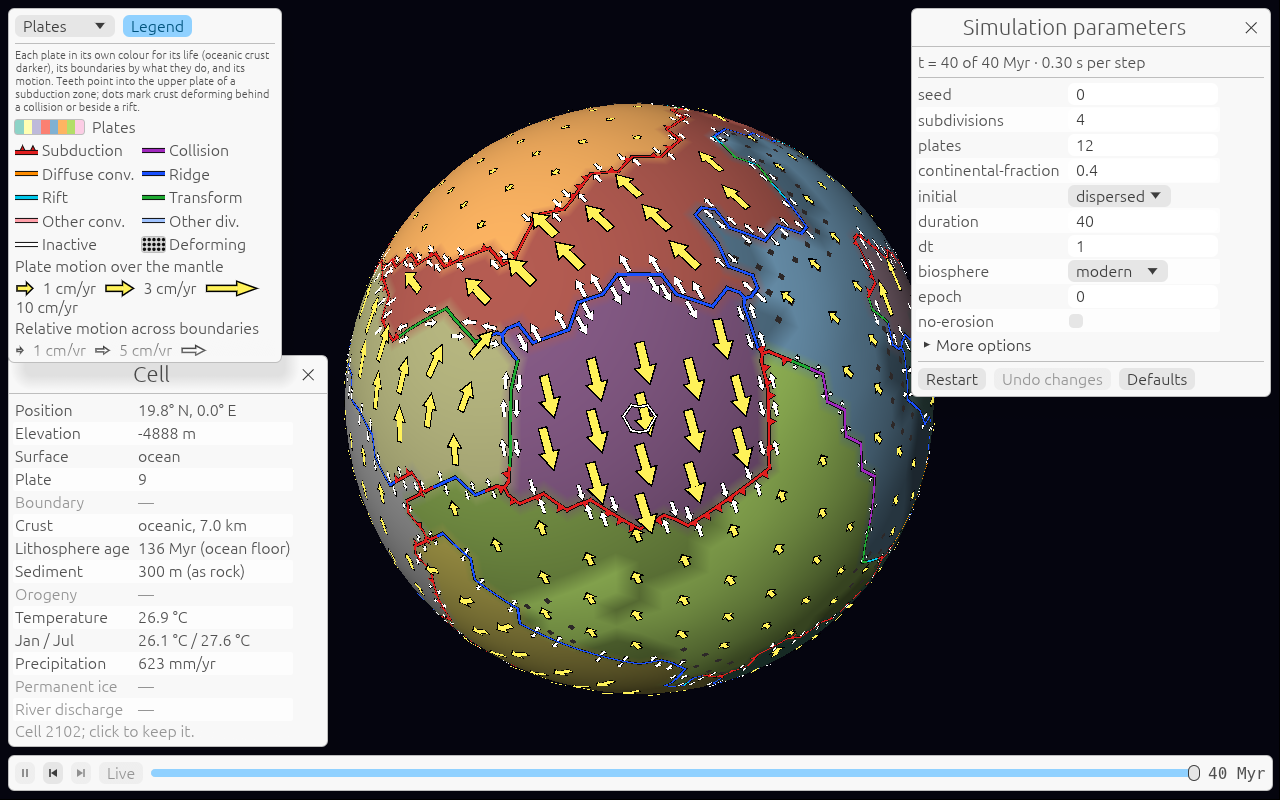 Plates
Legend
Each plate in its own colour for its life (oceanic crust
darker), its boundaries by what they do, and its
motion. Teeth point into the upper plate of a
subduction zone; dots mark crust deforming behind
a collision or beside a rift.
Plates
Subduction
Collision
Diffuse conv.
Ridge
Rift
Transform
Other conv.
Other div.
Inactive
Deforming
Plate motion over the mantle
1 cm/yr
3 cm/yr
10 cm/yr
Relative motion across boundaries
1 cm/yr
5 cm/yr
Cell
Position 19.8° N, 0.0° E
Elevation -4888 m
Surface ocean
Plate 9
Boundary —
Crust oceanic, 7.0 km
Lithosphere age 136 Myr (ocean floor)
Sediment 300 m (as rock)
Orogeny —
Temperature 26.9 °C
Jan / Jul 26.1 °C / 27.6 °C
Precipitation 623 mm/yr
Permanent ice —
River discharge —
Cell 2102; click to keep it.
Simulation parameters
t = 40 of 40 Myr · 0.30 s per step
seed 0
subdivisions 4
plates 12
continental-fraction 0.4
initial dispersed
duration 40
dt 1
biosphere modern
epoch 0
no-erosion
More options
Restart
Undo changes
Defaults
Live
40 Myr